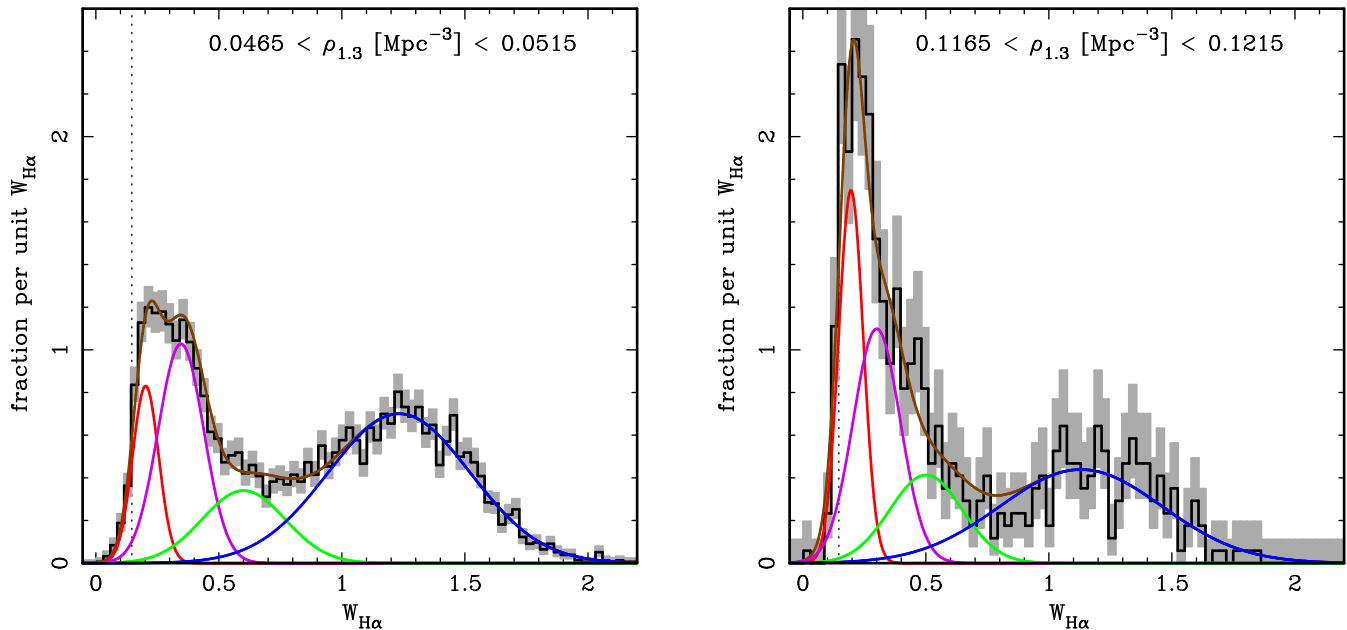 0.0465 < ρ1.3 [Mpc−3] < 0.0515
fraction per unit WHα
2
1
0
0 0.5 1 1.5 2
WHα
0.1165 < ρ1.3 [Mpc−3] < 0.1215
fraction per unit WHα
2
1
0
0 0.5 1 1.5 2
WHα